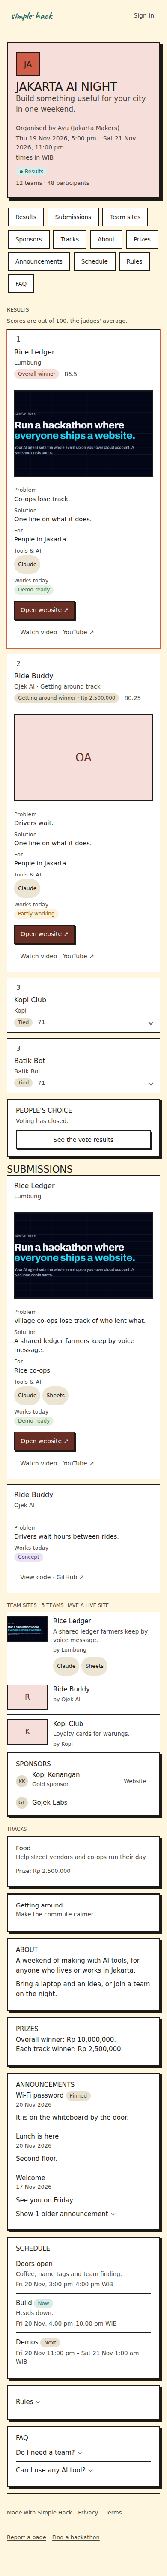 simple hack
Sign in
JA
JAKARTA AI NIGHT
Build something useful for your city
in one weekend.
Organised by Ayu (Jakarta Makers)
Thu 19 Nov 2026, 5:00 pm – Sat 21 Nov
2026, 11:00 pm
times in WIB
Results
12 teams · 48 participants
Results
Submissions
Team sites
Sponsors
Tracks
About
Prizes
Announcements
Schedule
Rules
FAQ
RESULTS
Scores are out of 100, the judges' average.
1
Rice Ledger
Lumbung
Overall winner
86.5
Run a hackathon where
everyone ships a website.
Problem
Co-ops lose track.
Solution
One line on what it does.
For
People in Jakarta
Tools & AI
Claude
Works today
Demo-ready
Open website ↗
Watch video · YouTube ↗
2
Ride Buddy
Ojek AI · Getting around track
Getting around winner · Rp 2,500,000
80.25
OA
Problem
Drivers wait.
Solution
One line on what it does.
For
People in Jakarta
Tools & AI
Claude
Works today
Partly working
Open website ↗
Watch video · YouTube ↗
3
Kopi Club
Kopi
Tied
71
3
Batik Bot
Batik Bot
Tied
71
PEOPLE'S CHOICE
Voting has closed.
See the vote results
SUBMISSIONS
Rice Ledger
Lumbung
Run a hackathon where
everyone ships a website.
Problem
Village co-ops lose track of who lent what.
Solution
A shared ledger farmers keep by voice
message.
For
Rice co-ops
Tools & AI
Claude
Sheets
Works today
Demo-ready
Open website ↗
Watch video · YouTube ↗
Ride Buddy
Ojek AI
Problem
Drivers wait hours between rides.
Works today
Concept
View code · GitHub ↗
TEAM SITES · 3 TEAMS HAVE A LIVE SITE
Rice Ledger
A shared ledger farmers keep by
voice message.
by Lumbung
Claude
Sheets
R
Ride Buddy
by Ojek AI
K
Kopi Club
Loyalty cards for warungs.
by Kopi
SPONSORS
KK
Kopi Kenangan
Gold sponsor
Website
GL
Gojek Labs
TRACKS
Food
Help street vendors and co-ops run their day.
Prize: Rp 2,500,000
Getting around
Make the commute calmer.
ABOUT
A weekend of making with AI tools, for
anyone who lives or works in Jakarta.
Bring a laptop and an idea, or join a team
on the night.
PRIZES
Overall winner: Rp 10,000,000.
Each track winner: Rp 2,500,000.
ANNOUNCEMENTS
Wi-Fi password
Pinned
20 Nov 2026
It is on the whiteboard by the door.
Lunch is here
20 Nov 2026
Second floor.
Welcome
17 Nov 2026
See you on Friday.
Show 1 older announcement
SCHEDULE
Doors open
Coffee, name tags and team finding.
Fri 20 Nov, 3:00 pm–4:00 pm WIB
Build
Now
Heads down.
Fri 20 Nov, 4:00 pm–10:00 pm WIB
Demos
Next
Fri 20 Nov 11:00 pm – Sat 21 Nov 1:00 am
WIB
Rules
FAQ
Do I need a team?
Can I use any AI tool?
Made with Simple Hack
Privacy
Terms
Report a page
Find a hackathon